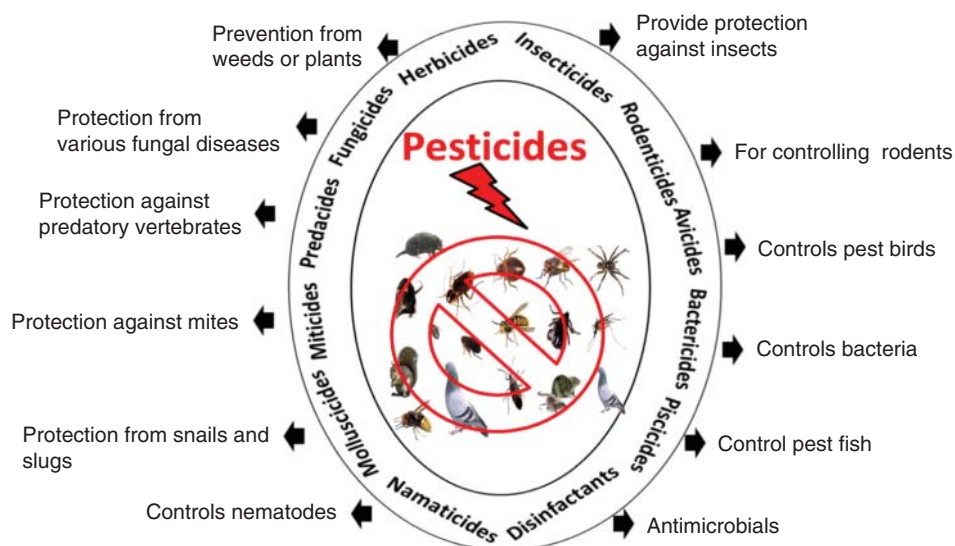 Prevention from
weeds or plants
Provide protection
against insects
Herbicides
Insecticides
Protection from
various fungal diseases
Fungicides
Pesticides
Rodenticides
For controlling rodents
Protection against
predatory vertebrates
Predacides
Avicides
Controls pest birds
Protection against mites
Miticides
Bactericides
Controls bacteria
Protection from snails and
slugs
Molluscicides
Piscicides
Control pest fish
Controls nematodes
Namaticides
Disinfactants
Antimicrobials